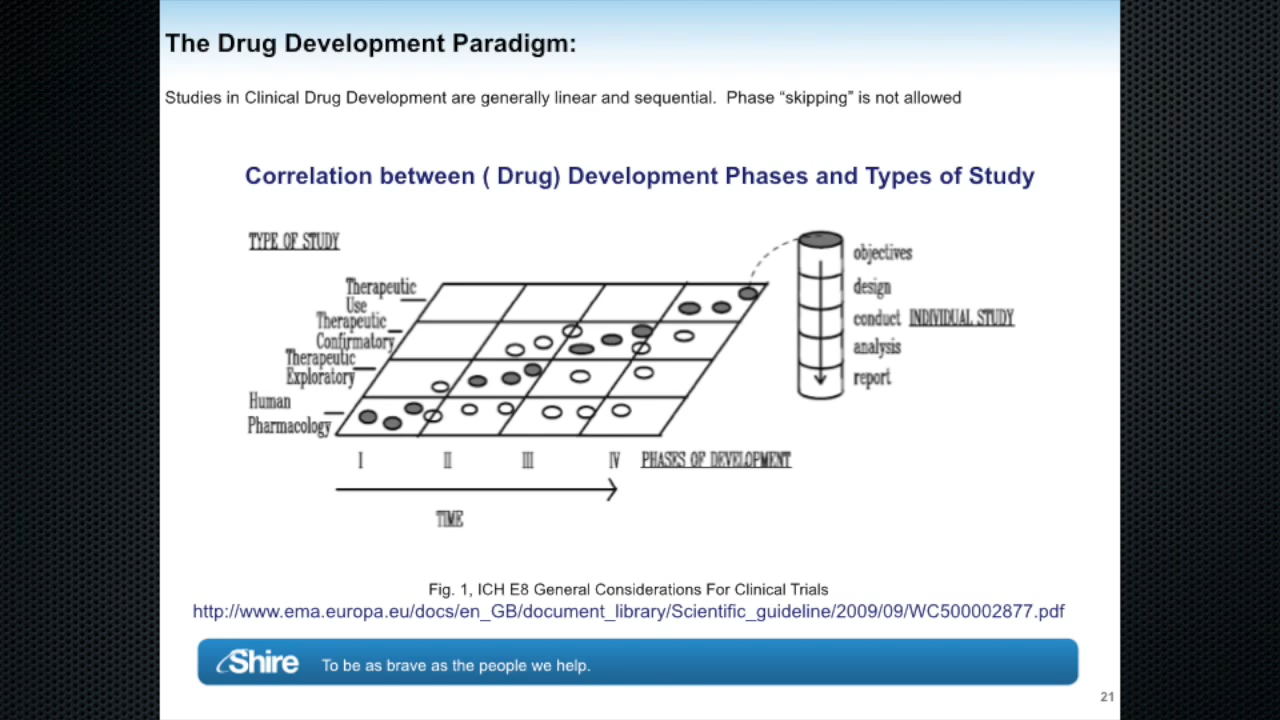 The Drug Development Paradigm:
Studies in Clinical Drug Development are generally linear and sequential.  Phase “skipping” is not allowed
Correlation between ( Drug) Development Phases and Types of Study
TYPE OF STUDY
Therapeutic
Use
Therapeutic
Confirmatory
Therapeutic
Exploratory
Human
Pharmacology
objectives
design
conduct INDIVIDUAL STUDY
analysis
report
I II III IV PHASES OF DEVELOPMENT
TIME
Fig. 1, ICH E8 General Considerations For Clinical Trials
http://www.ema.europa.eu/docs/en_GB/document_library/Scientific_guideline/2009/09/WC500002877.pdf
Shire To be as brave as the people we help.
21